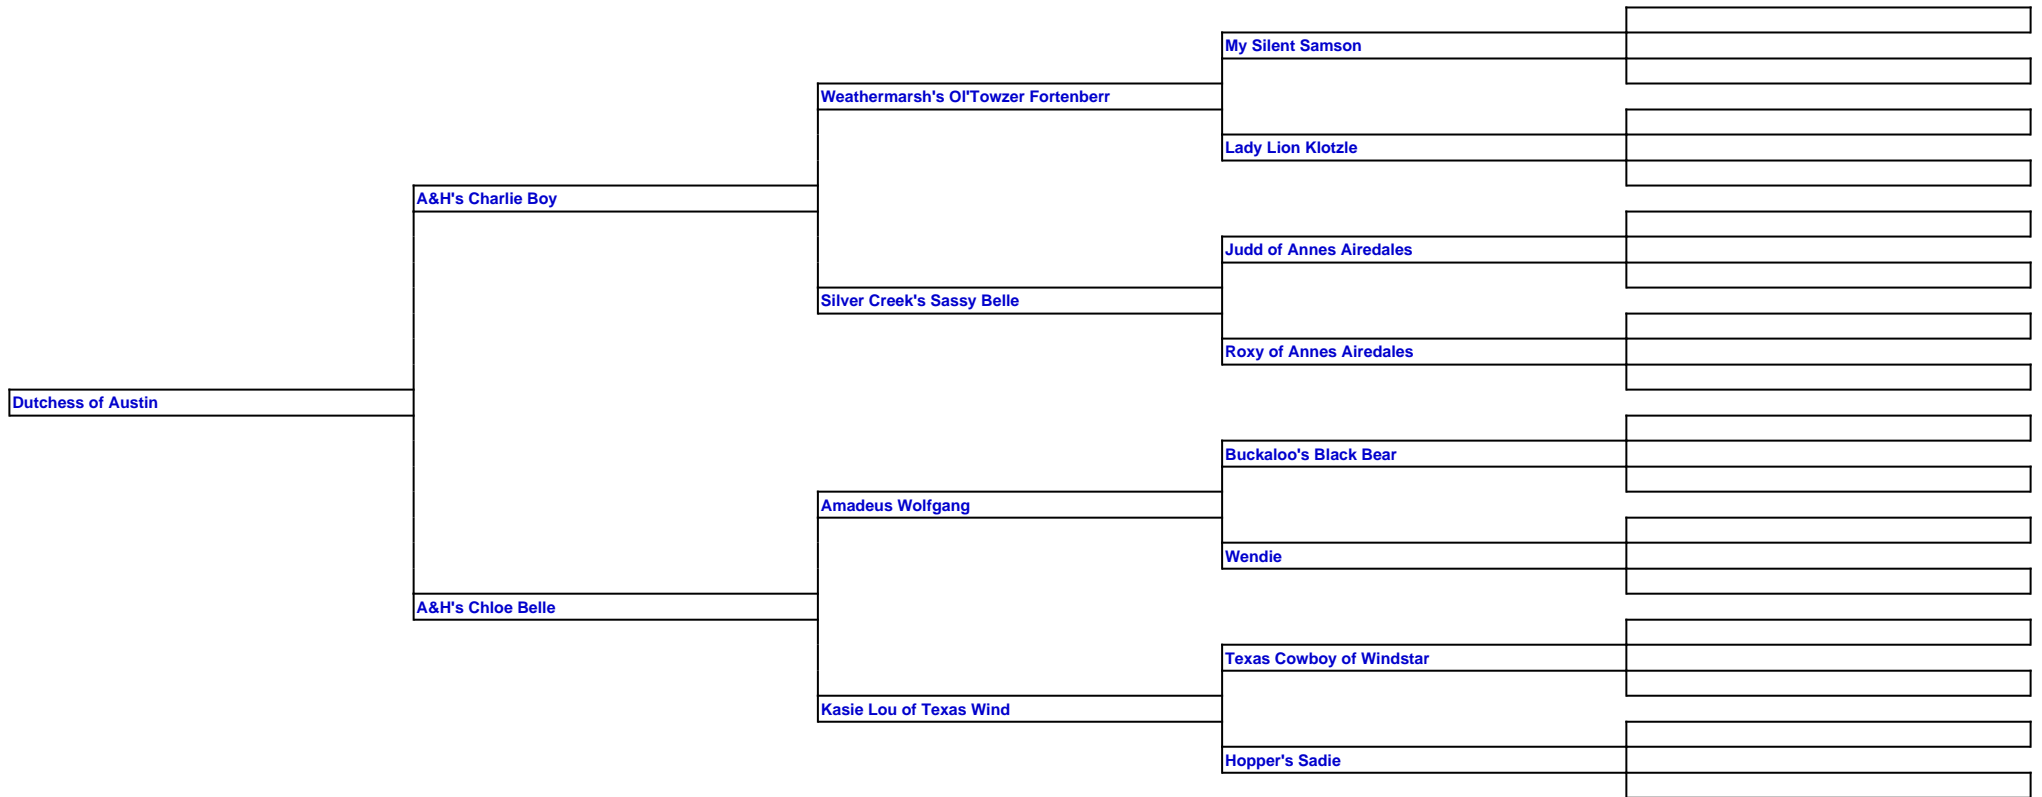 My Silent Samson
Weathermarsh's Ol'Towzer Fortenberr
Lady Lion Klotzle
A&H's Charlie Boy
Judd of Annes Airedales
Silver Creek's Sassy Belle
Roxy of Annes Airedales
Dutchess of Austin
Buckaloo's Black Bear
Amadeus Wolfgang
Wendie
A&H's Chloe Belle
Texas Cowboy of Windstar
Kasie Lou of Texas Wind
Hopper's Sadie